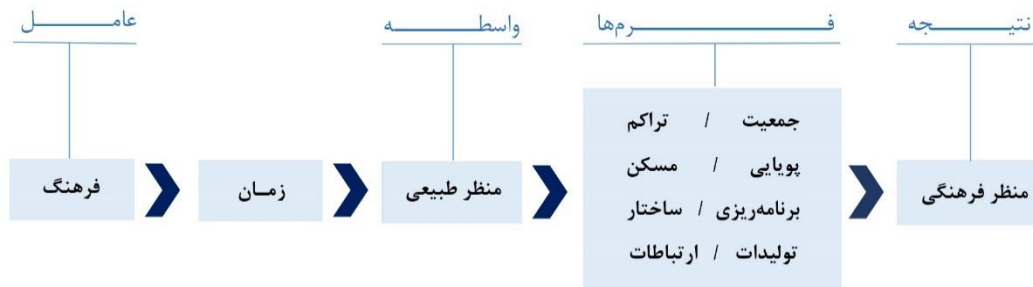 عامل
واسطه
فرم‌ها
نتیجه
فرهنگ
زمان
منظر طبیعی
جمعیت / تراکم
پویایی / مسکن
برنامه‌ریزی / ساختار
تولیدات / ارتباطات
منظر فرهنگی